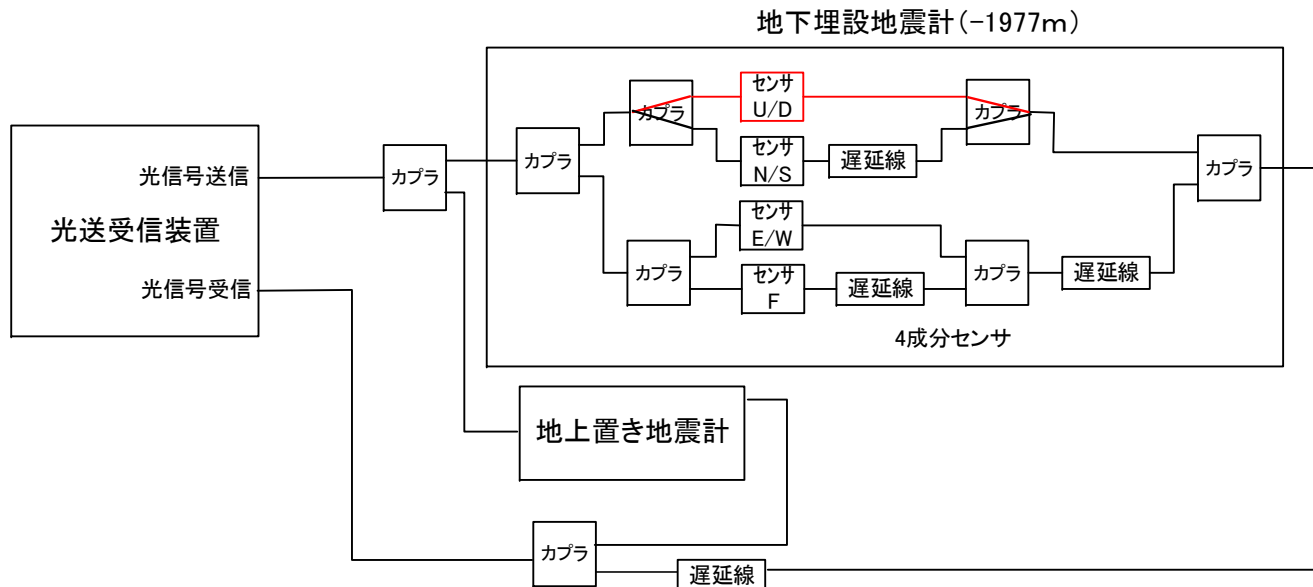 地下埋設地震計(-1977m)
センサ
U/D
カプラ
カプラ
センサ
N/S
遅延線
カプラ
カプラ
カプラ
光信号送信
光送受信装置
光信号受信
センサ
E/W
カプラ
カプラ
遅延線
センサ
F
遅延線
4成分センサ
地上置き地震計
カプラ
遅延線